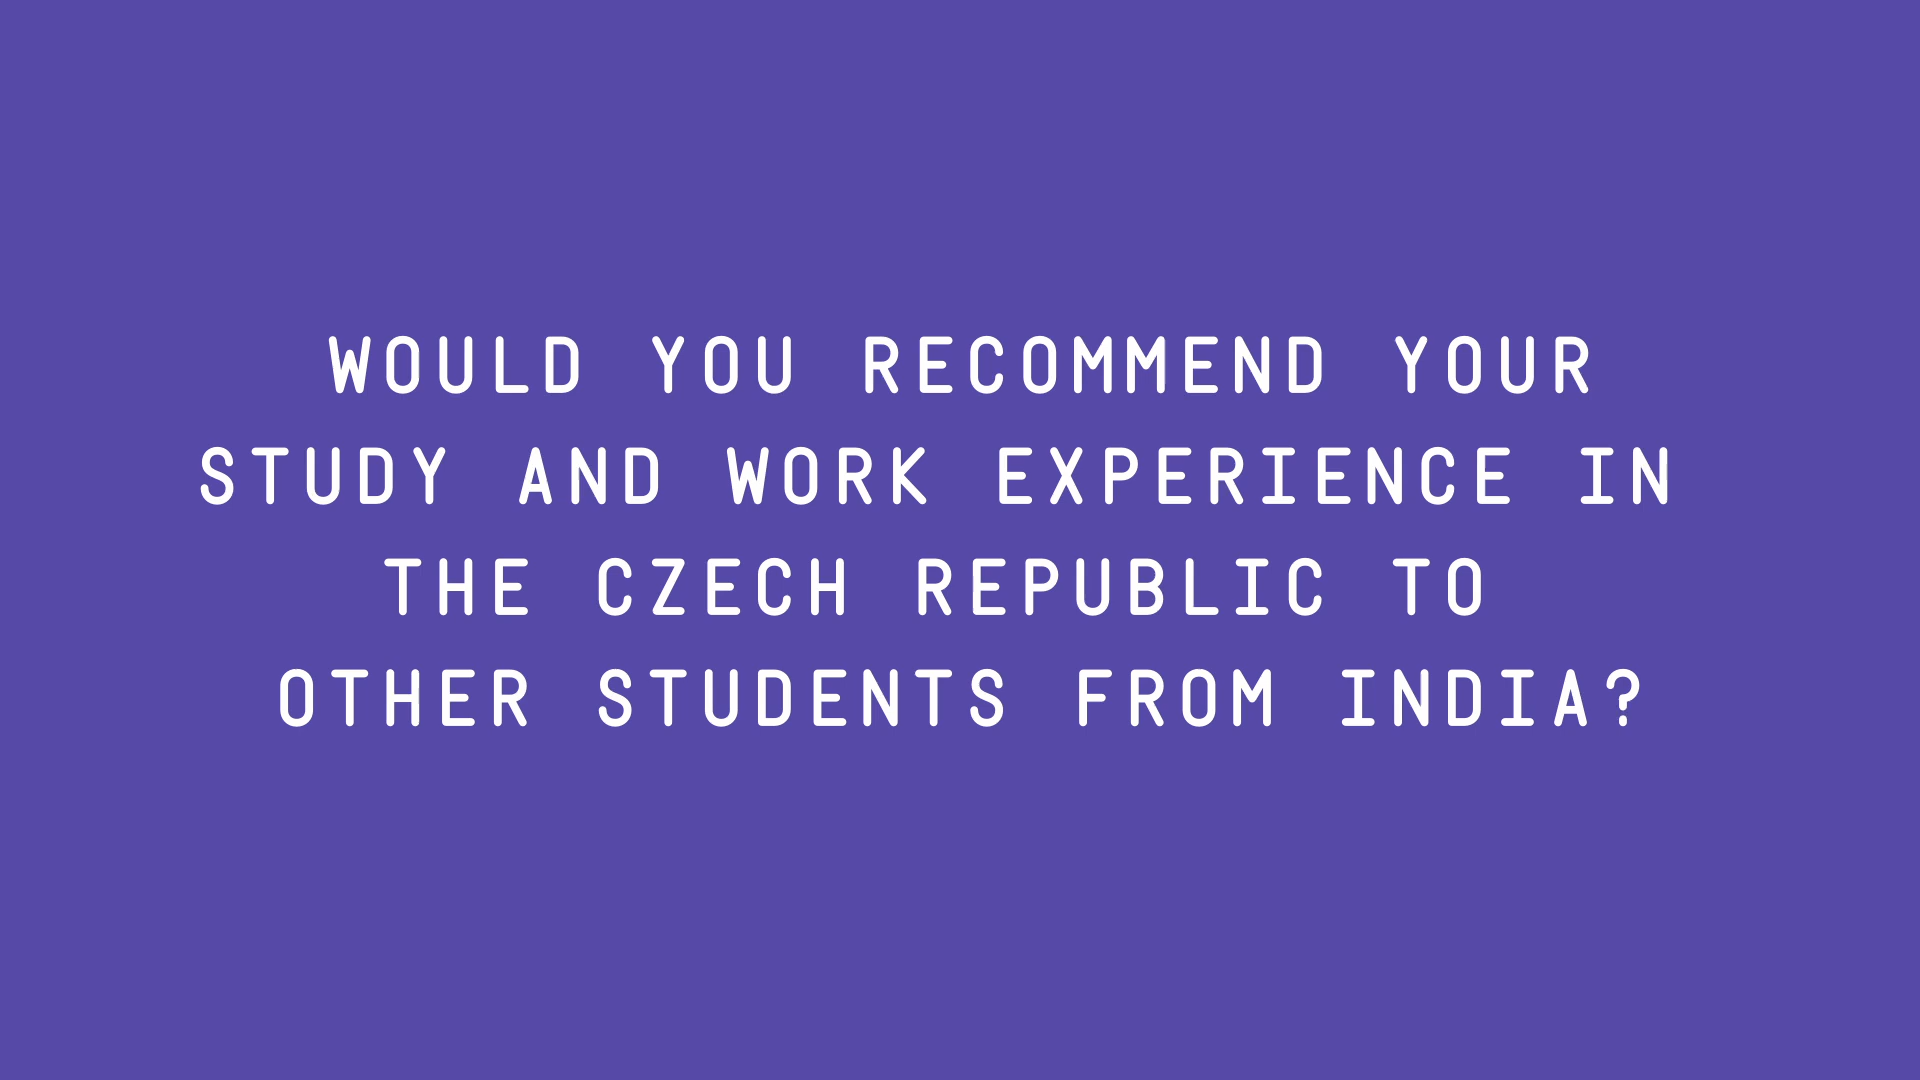 WOULD YOU RECOMMEND YOUR
STUDY AND WORK EXPERIENCE IN
THE CZECH REPUBLIC TO
OTHER STUDENTS FROM INDIA?